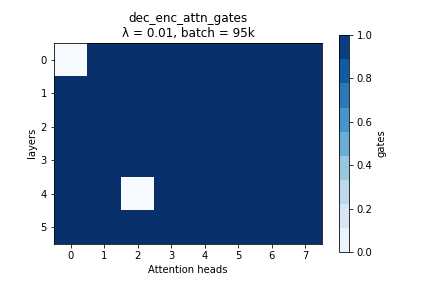 dec_enc_attn_gates
λ = 0.01, batch = 95k
layers
0
1
2
3
4
5
0 1 2 3 4 5 6 7
Attention heads
1.0
0.8
0.6
0.4
0.2
0.0
gates